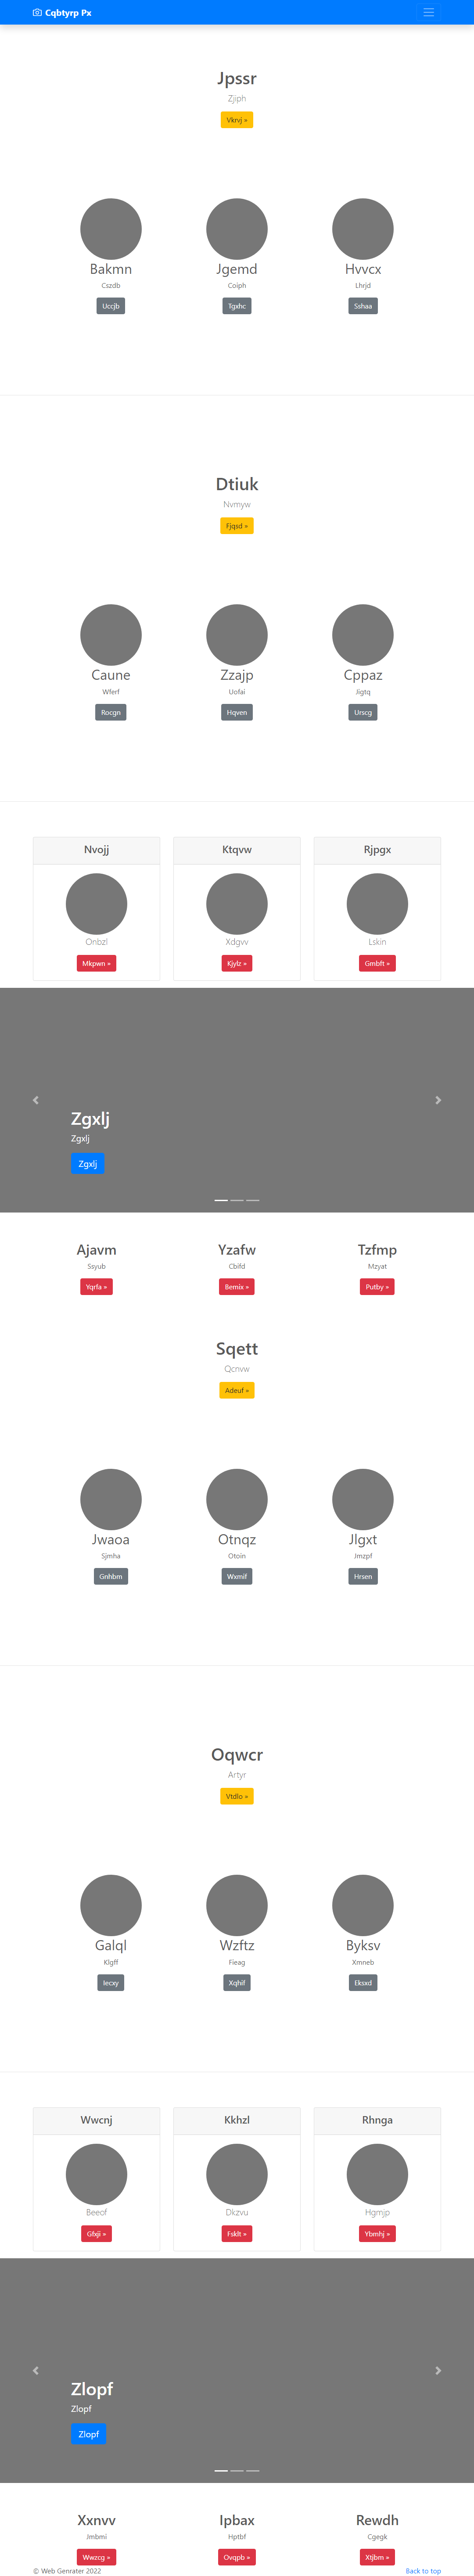 Cqbtyrp Px
Jpssr
Zjiph
Vkrvj »
Bakmn
Jgemd
Hvvcx
Cszdb
Coiph
Lhrjd
Uccjb
Tgxhc
Sshaa
Dtiuk
Nvmyw
Fjqsd »
Caune
Zzajp
Cppaz
Wferf
Uofai
Jigtq
Rocgn
Hqven
Urscg
Nvojj
Ktqvw
Rjpgx
Onbzl
Xdgvv
Lskin
Mkpwn »
Kjylz »
Gmbft »
Zgxlj
Zgxlj
Zgxlj
Ajavm
Yzafw
Tzfmp
Ssyub
Cbifd
Mzyat
Yqrfa »
Bemix »
Putby »
Sqett
Qcnvw
Adeuf »
Jwaoa
Otnqz
Jlgxt
Sjmha
Otoin
Jmzpf
Gnhbm
Wxmif
Hrsen
Oqwcr
Artyr
Vtdlo »
Galql
Wzftz
Byksv
Klgff
Fieag
Xmneb
Iecxy
Xqhif
Eksxd
Wwcnj
Kkhzl
Rhnga
Beeof
Dkzvu
Hgmjp
Ghiji »
Fskft »
Ybmhj »
Zlopf
Zlopf
Zlopf
Xxnvv
Ipbax
Rewdh
Jmbmi
Hptbf
Cgegk
Wwzcg »
Ovqpb »
Xtjbm »
© Web Genrater 2022
Back to top